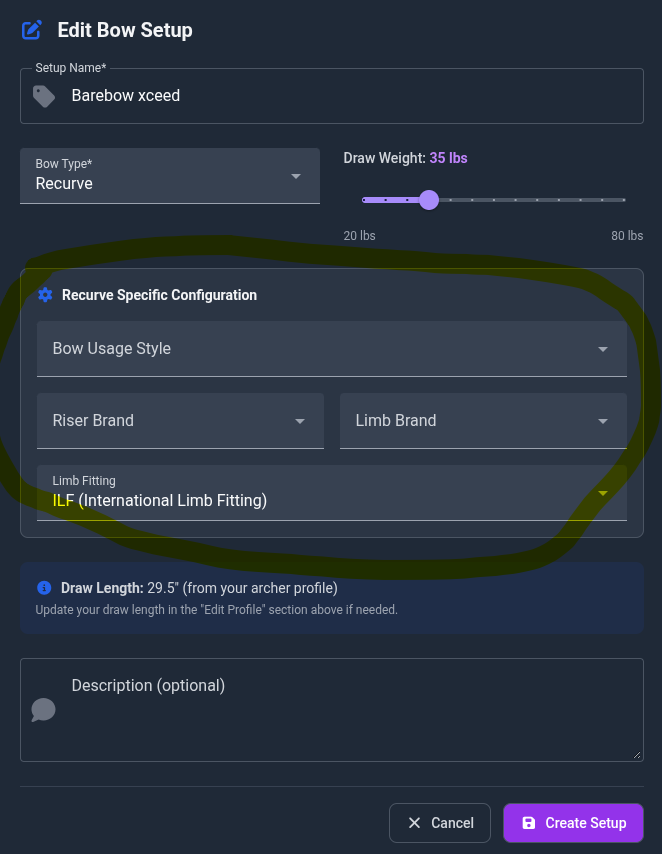 Edit Bow Setup
Setup Name*
Barebow xceed
Bow Type*
Recurve
Draw Weight: 35 lbs
20 lbs 80 lbs
Recurve Specific Configuration
Bow Usage Style
Riser Brand
Limb Brand
Limb Fitting
ILF (International Limb Fitting)
Draw Length: 29.5" (from your archer profile)
Update your draw length in the "Edit Profile" section above if needed.
Description (optional)
Cancel
Create Setup